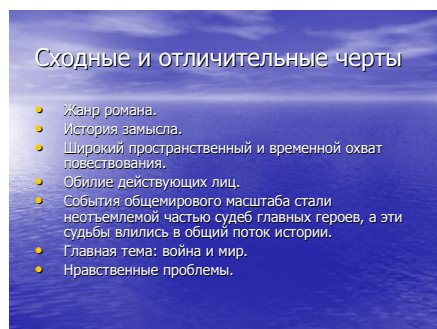 Сходные и отличительные черты
• Жанр романа.
• История замысла.
• Широкий пространственный и временной охват
повествования.
• Обилие действующих лиц.
• События общемирового масштаба стали
неотъемлемой частью судеб главных героев, а эти
судьбы влились в общий поток истории.
• Главная тема: война и мир.
• Нравственные проблемы.